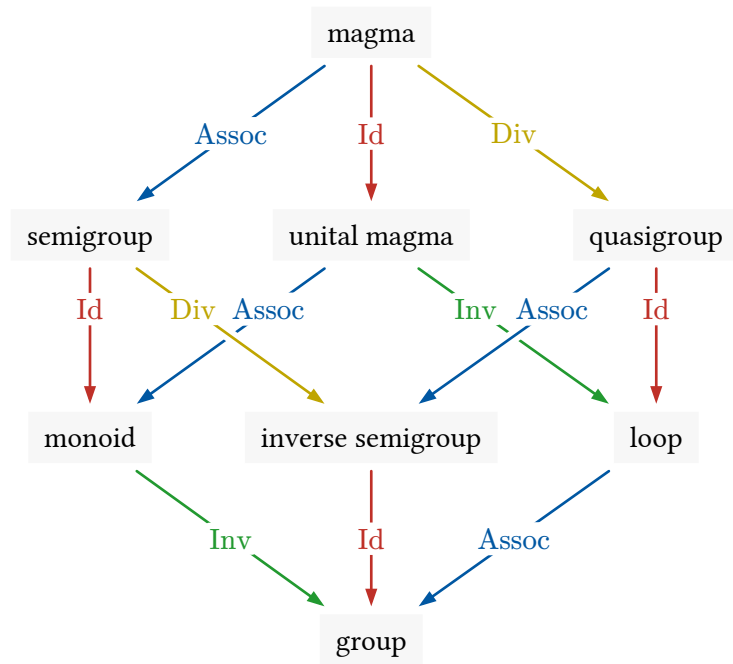 magma
Assoc Id Div
semigroup unital magma quasigroup
Id Div Assoc Inv Assoc Id
monoid inverse semigroup loop
Inv Id Assoc
group